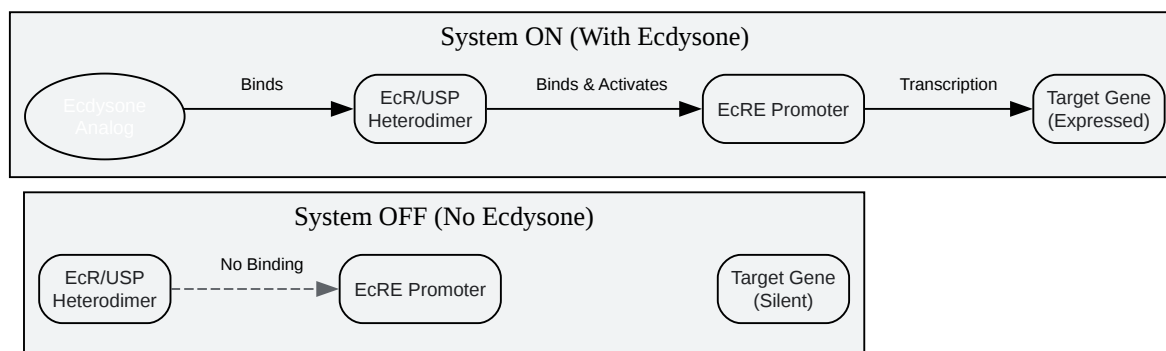 System ON (With Ecdysone)
Ecdysone
Analog
Binds
EcR/USP
Heterodimer
Binds & Activates
EcRE Promoter
Transcription
Target Gene
(Expressed)
System OFF (No Ecdysone)
EcR/USP
Heterodimer
No Binding
EcRE Promoter
Target Gene
(Silent)